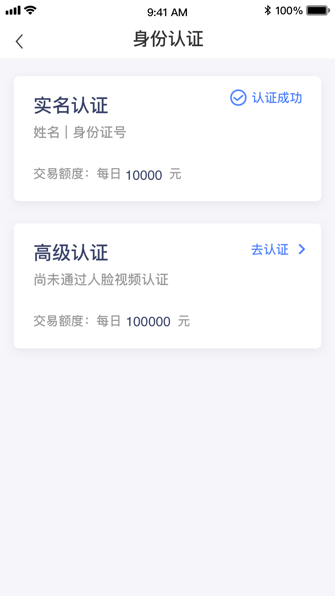 9:41 AM 100%
身份认证
实名认证 认证成功
姓名 | 身份证号
交易额度：每日 10000 元
高级认证 去认证
尚未通过人脸视频认证
交易额度：每日 100000 元